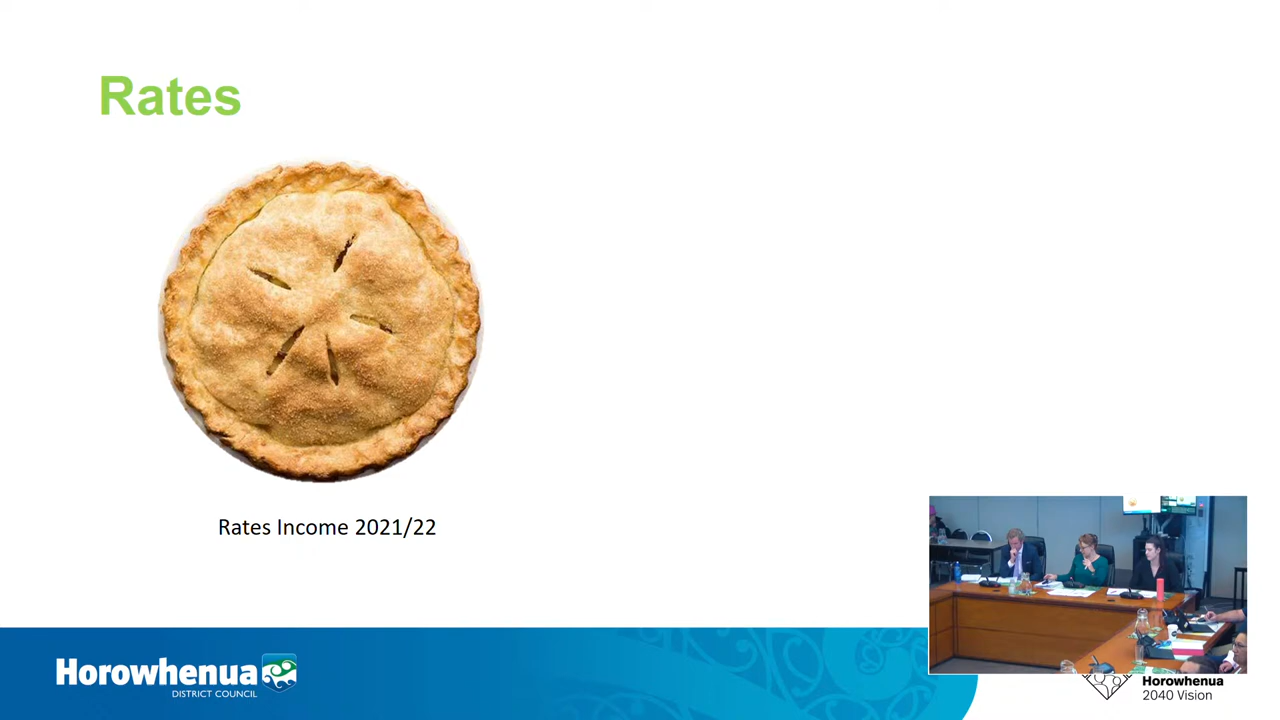 Rates
Rates Income 2021/22
Horowhenua
DISTRICT COUNCIL
Horowhenua
2040 Vision